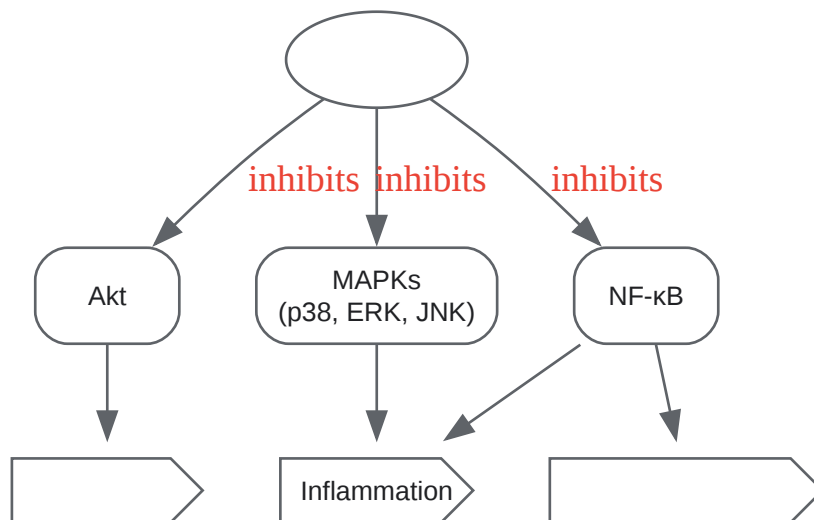 inhibits inhibits inhibits
Akt
MAPKs
(p38, ERK, JNK)
NF-κB
Inflammation